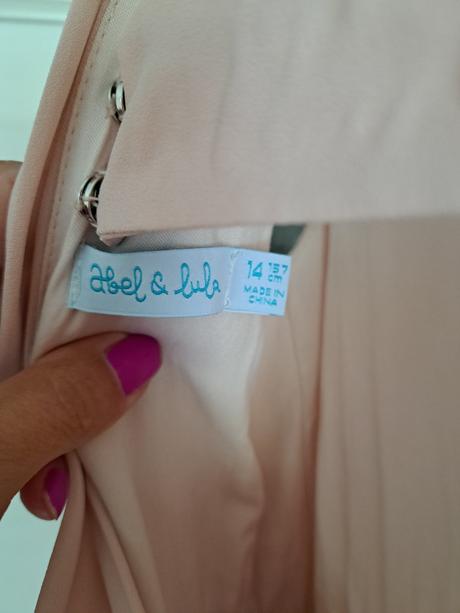 abel & lula
14 157 cm
MADE IN
CHINA